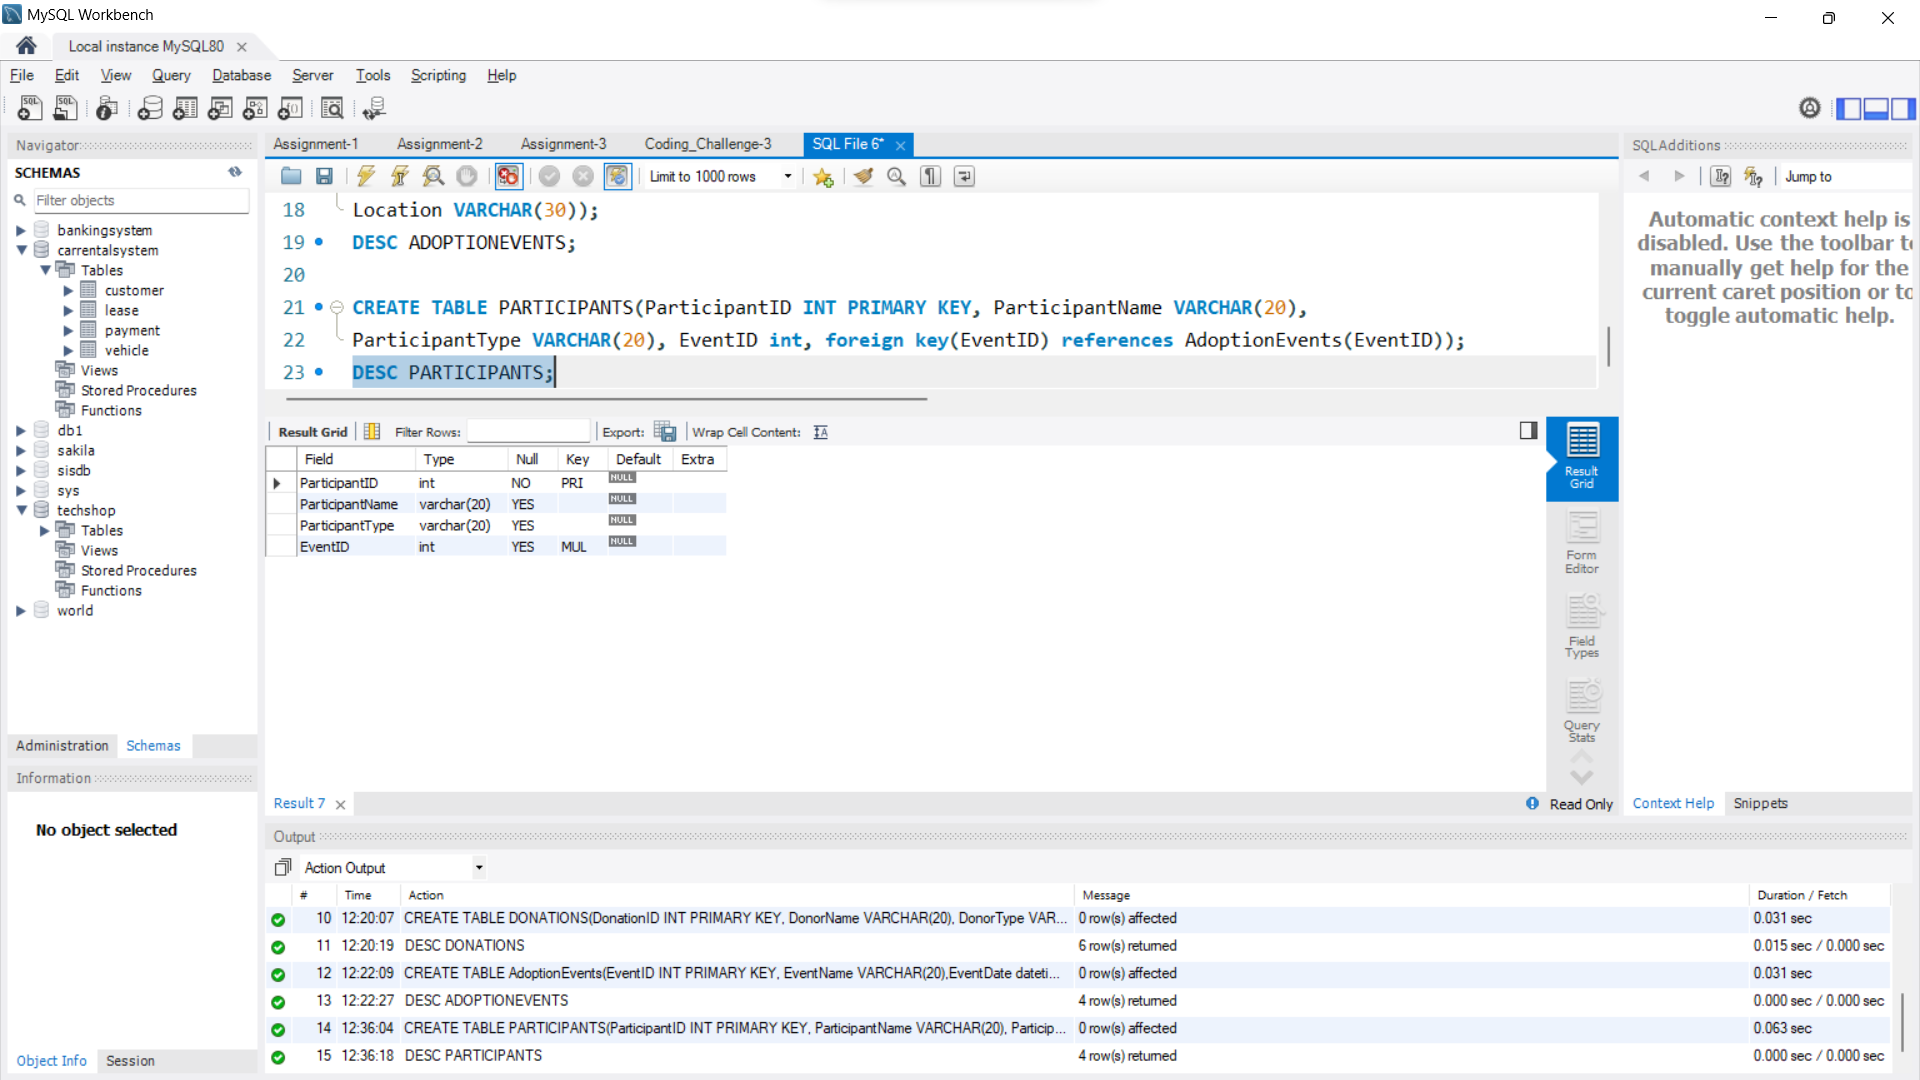 MySQL Workbench
Local instance MySQL80
File Edit View Query Database Server Tools Scripting Help
Navigator
SCHEMAS
Filter objects
bankingsystem
carrentalsystem
Tables
customer
lease
payment
vehicle
Views
Stored Procedures
Functions
db1
sakila
sisdb
sys
techshop
Tables
Views
Stored Procedures
Functions
world
Administration Schemas
Information
No object selected
Object Info Session
Assignment-1 Assignment-2 Assignment-3 Coding_Challenge-3 SQL File 6*
Limit to 1000 rows
18 Location VARCHAR(30));
19 DESC ADOPTIONEVENTS;
20
21 CREATE TABLE PARTICIPANTS(ParticipantID INT PRIMARY KEY, ParticipantName VARCHAR(20),
22 ParticipantType VARCHAR(20), EventID int, foreign key(EventID) references AdoptionEvents(EventID));
23 DESC PARTICIPANTS;
Result Grid Filter Rows: Export: Wrap Cell Content: IA
Field Type Null Key Default Extra
ParticipantID int NO PRI NULL
ParticipantName varchar(20) YES NULL
ParticipantType varchar(20) YES NULL
EventID int YES MUL NULL
Result Grid
Form Editor
Field Types
Query Stats
Result 7
Read Only
SQLAdditions
Jump to
Automatic context help is
disabled. Use the toolbar to
manually get help for the
current caret position or to
toggle automatic help.
Context Help Snippets
Output
Action Output
# Time Action Message Duration / Fetch
10 12:20:07 CREATE TABLE DONATIONS(DonationID INT PRIMARY KEY, DonorName VARCHAR(20), DonorType VAR... 0 row(s) affected 0.031 sec
11 12:20:19 DESC DONATIONS 6 row(s) returned 0.015 sec / 0.000 sec
12 12:22:09 CREATE TABLE AdoptionEvents(EventID INT PRIMARY KEY, EventName VARCHAR(20),EventDate dateti... 0 row(s) affected 0.031 sec
13 12:22:27 DESC ADOPTIONEVENTS 4 row(s) returned 0.000 sec / 0.000 sec
14 12:36:04 CREATE TABLE PARTICIPANTS(ParticipantID INT PRIMARY KEY, ParticipantName VARCHAR(20), Particip... 0 row(s) affected 0.063 sec
15 12:36:18 DESC PARTICIPANTS 4 row(s) returned 0.000 sec / 0.000 sec